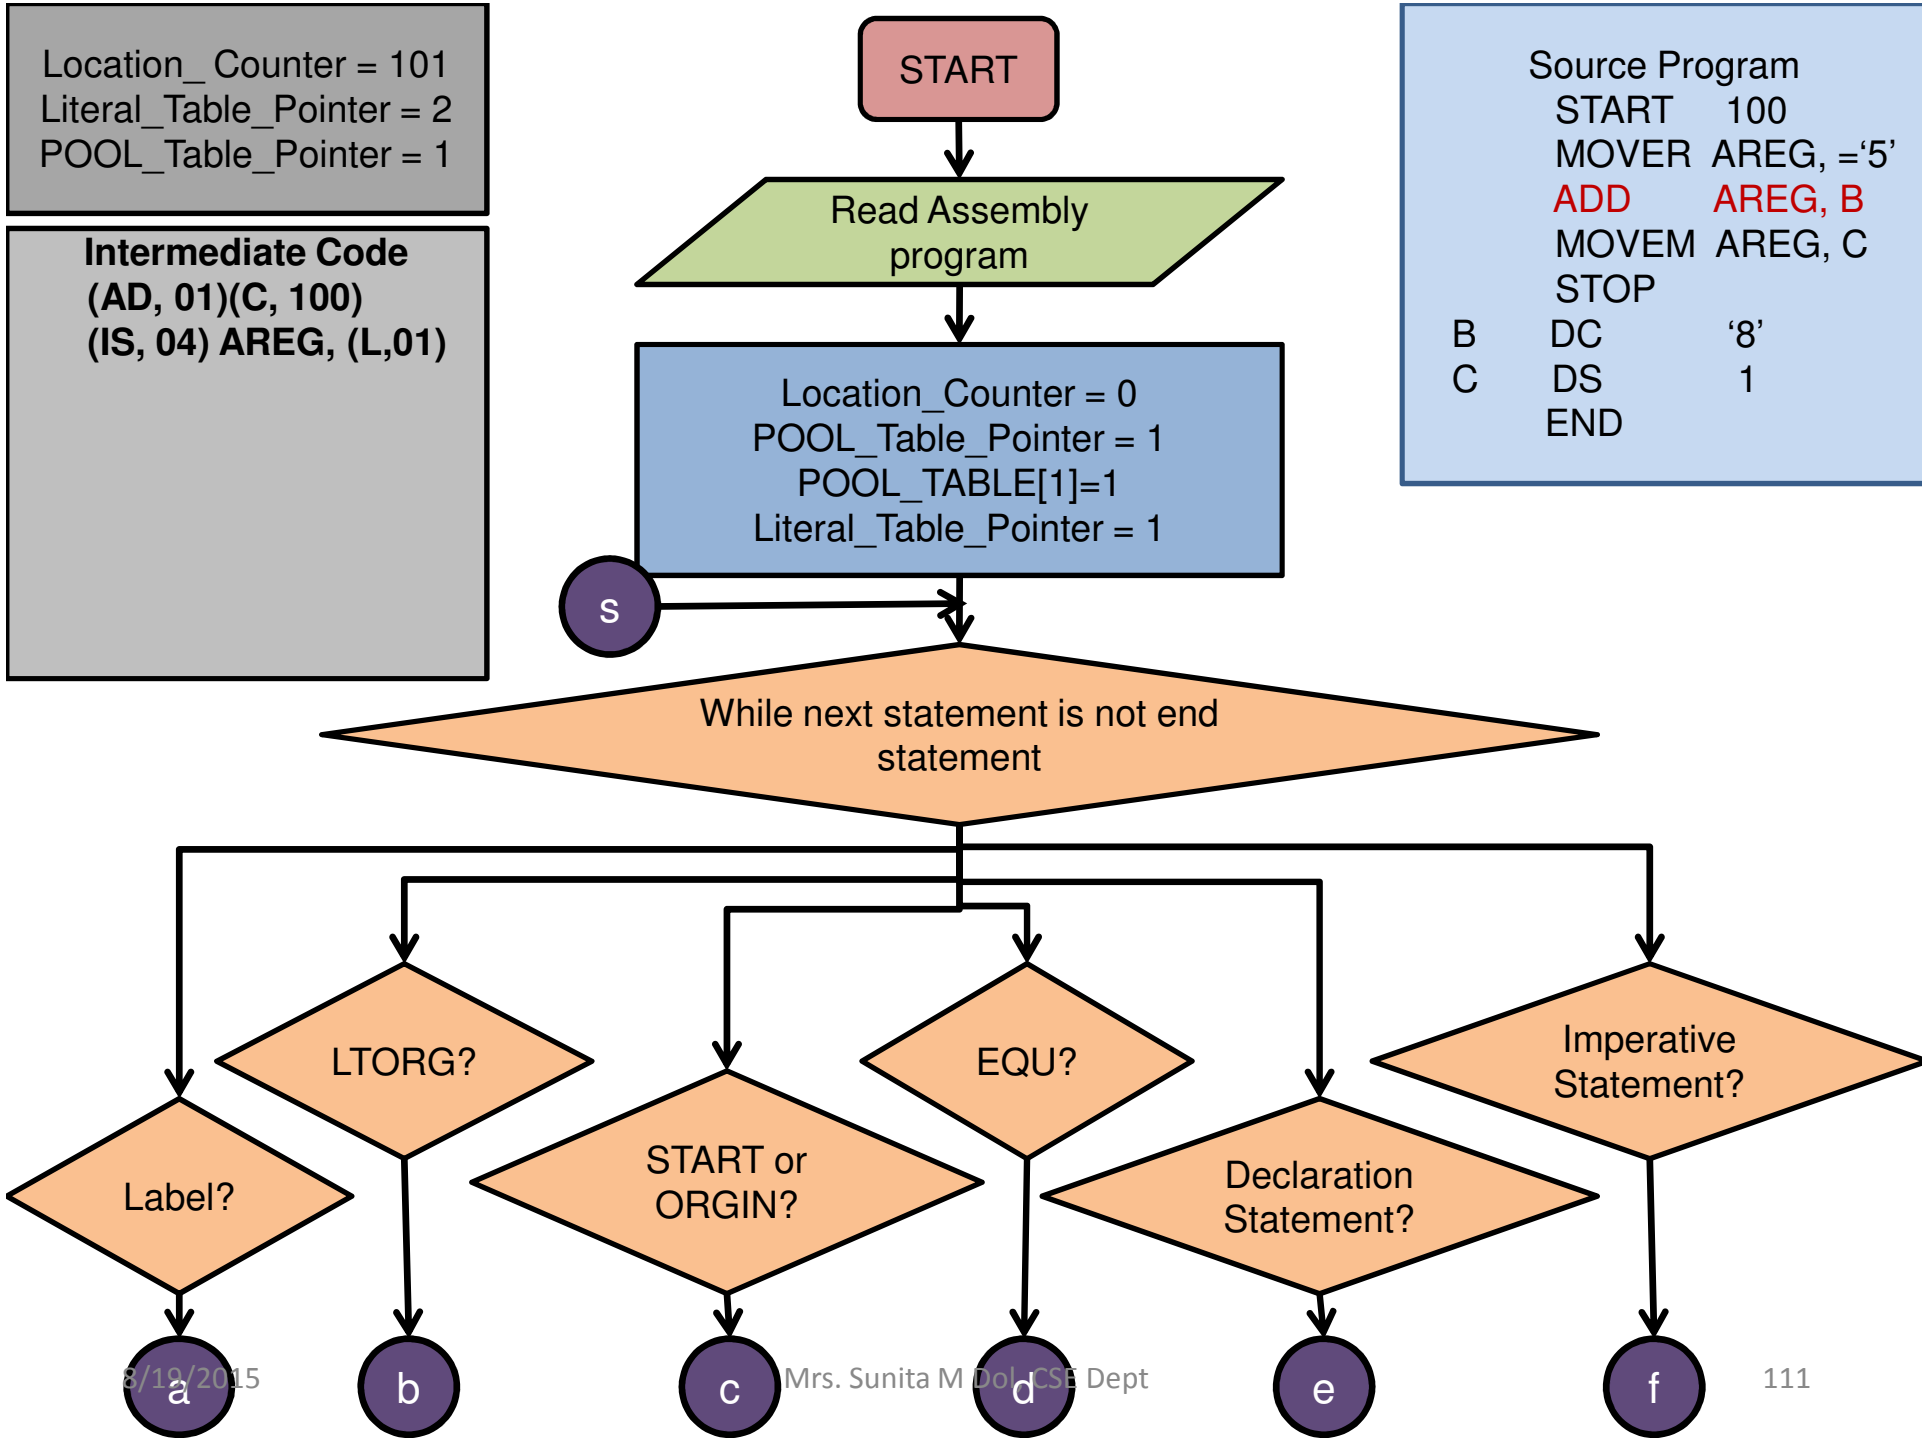 Location_ Counter = 101
Literal_Table_Pointer = 2
POOL_Table_Pointer = 1
Intermediate Code
(AD, 01)(C, 100)
(IS, 04) AREG, (L,01)
START
Read Assembly
program
Location_Counter = 0
POOL_Table_Pointer = 1
POOL_TABLE[1]=1
Literal_Table_Pointer = 1
s
Source Program
START 100
MOVER AREG, =‘5’
ADD AREG, B
MOVEM AREG, C
STOP
B DC ‘8’
C DS 1
END
While next statement is not end
statement
Label?
LTORG?
START or
ORGIN?
EQU?
Declaration
Statement?
Imperative
Statement?
a
b
c
d
e
f
8/19/2015
Mrs. Sunita M Dol, CSE Dept
111